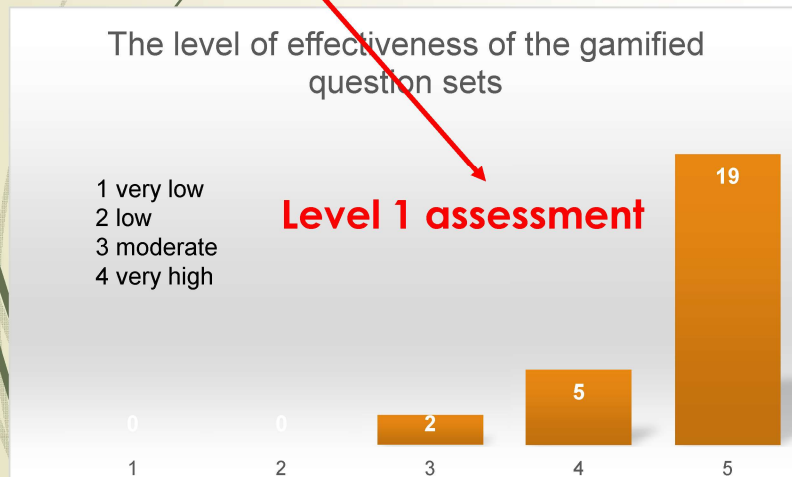 The level of effectiveness of the gamified
question sets
1 very low
2 low
3 moderate
4 very high
Level 1 assessment
0 0 2 5 19
1 2 3 4 5